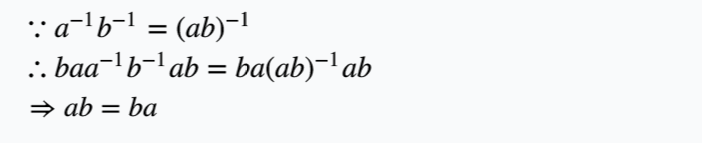 ∵ a⁻¹b⁻¹ = (ab)⁻¹
∴ baa⁻¹b⁻¹ab = ba(ab)⁻¹ab
⇒ ab = ba